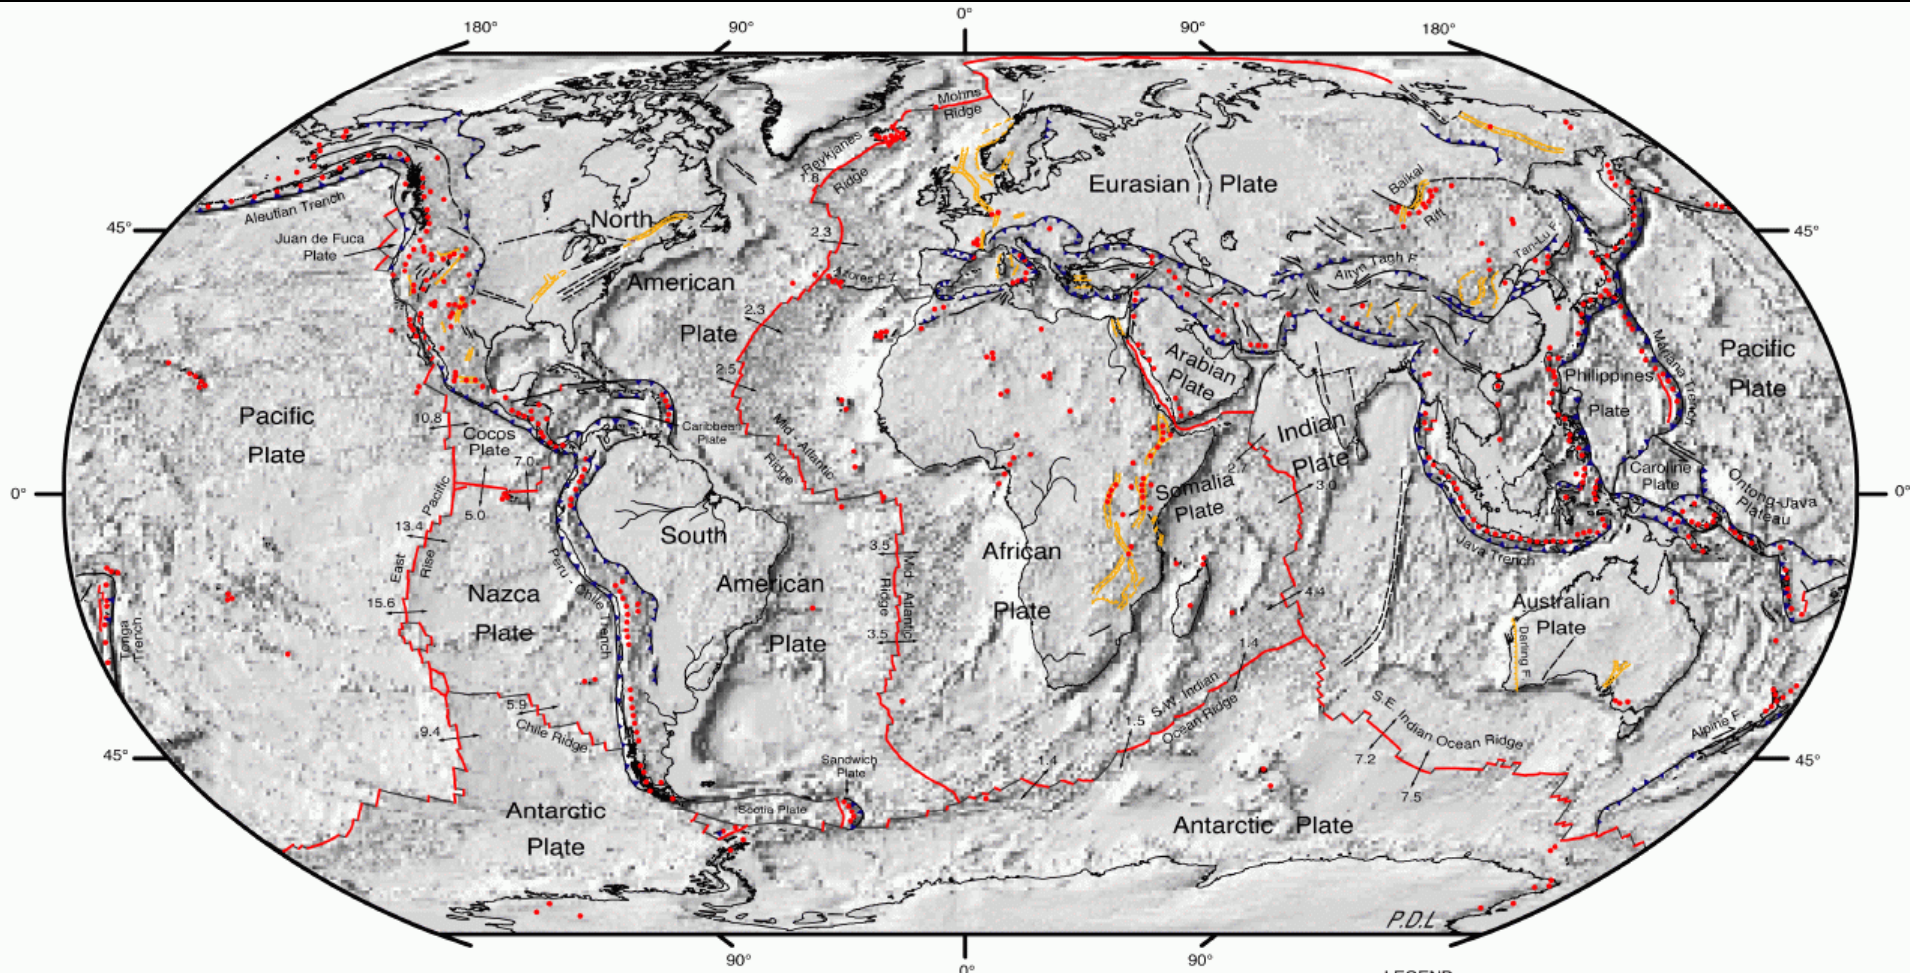 180°
90°
0°
90°
180°
Mohns
Ridge
Reykjanes
Ridge
1.8
Eurasian Plate
Baikal
Rift
Aleutian Trench
45°
45°
North
Juan de Fuca
Plate
2.3
Tan-Lu F.
Altyn Tagh F.
Azores F.Z.
American
2.3
Plate
Mariana Trench
Pacific
Plate
Arabian
Plate
2.5
Philippines
Plate
Pacific
Plate
10.8
Cocos
Plate
7.0
Caribbean
Plate
Mid - Atlantic
Ridge
Indian
Plate
2.7
3.0
Caroline
Plate
Ontong-Java
Plateau
0°
0°
Somalia
Plate
5.0
13.4
East Pacific
Rise
South
3.5
Mid - Atlantic
Ridge
African
Plate
Java Trench
Peru - Chile Trench
American
Plate
Nazca
Plate
15.6
4.4
Australian
Plate
Tonga
Trench
3.5
1.4
Darling F.
S.W. Indian
Ocean Ridge
5.9
Chile Ridge
9.4
1.5
S.E. Indian Ocean Ridge
Alpine F.
45°
45°
7.2
1.4
Sandwich
Plate
7.5
Scotia Plate
Antarctic
Plate
Antarctic Plate
P.D.L
90°
0°
90°
LEGEND